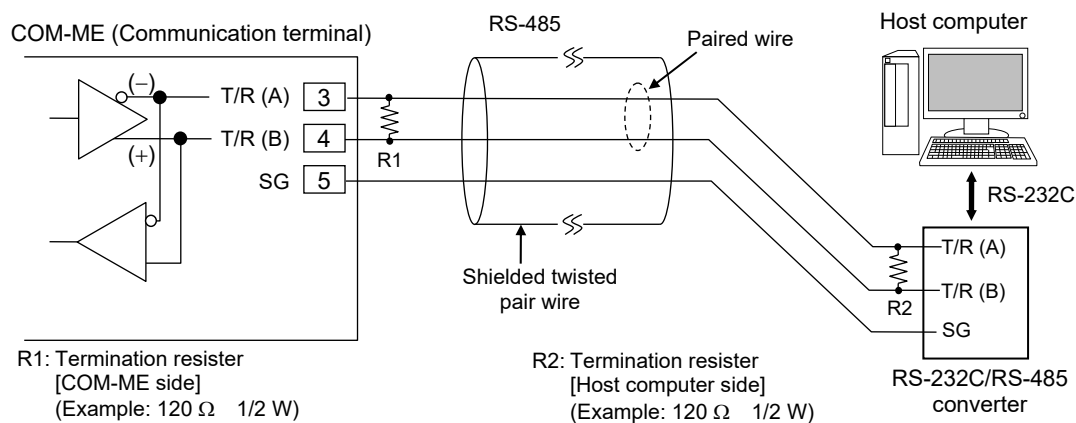 RS-485
Host computer
COM-ME (Communication terminal)
Paired wire
(−)
T/R (A) 3
T/R (B) 4
(+)
R1
SG 5
RS-232C
T/R (A)
Shielded twisted
pair wire
T/R (B)
R2
SG
R1: Termination resister
[COM-ME side]
(Example: 120 Ω 1/2 W)
R2: Termination resister
[Host computer side]
(Example: 120 Ω 1/2 W)
RS-232C/RS-485
converter